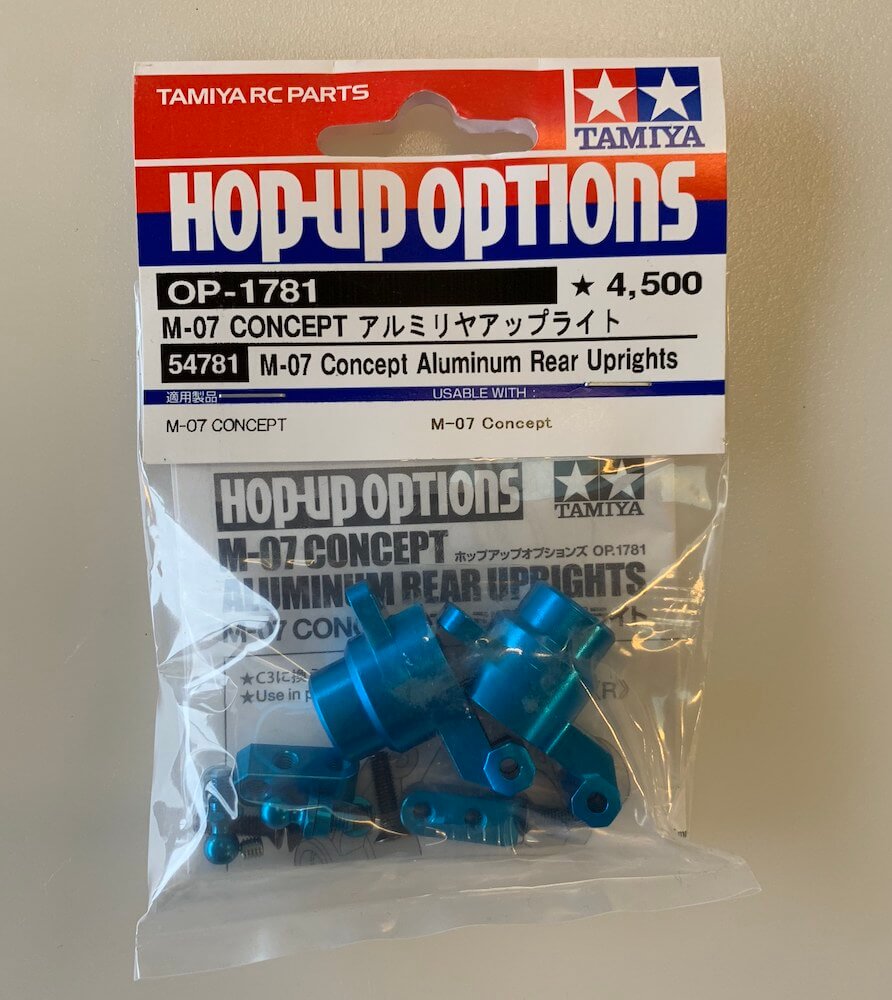 TAMIYA RC PARTS
TAMIYA
HOP-UP OPTIONS
OP-1781 ★ 4,500
M-07 CONCEPT アルミリヤアップライト
54781 M-07 Concept Aluminum Rear Uprights
適用製品 USABLE WITH :
M-07 CONCEPT M-07 Concept
HOP-UP OPTIONS
TAMIYA
M-07 CONCEPT ホップアップオプションズ OP.1781
ALUMINUM REAR UPRIGHTS
M-07
★C3に換
★Use in